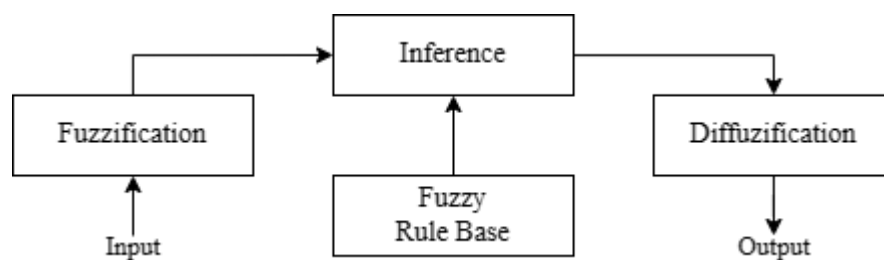 Inference
Fuzzification
Diffuzification
Fuzzy
Rule Base
Input
Output